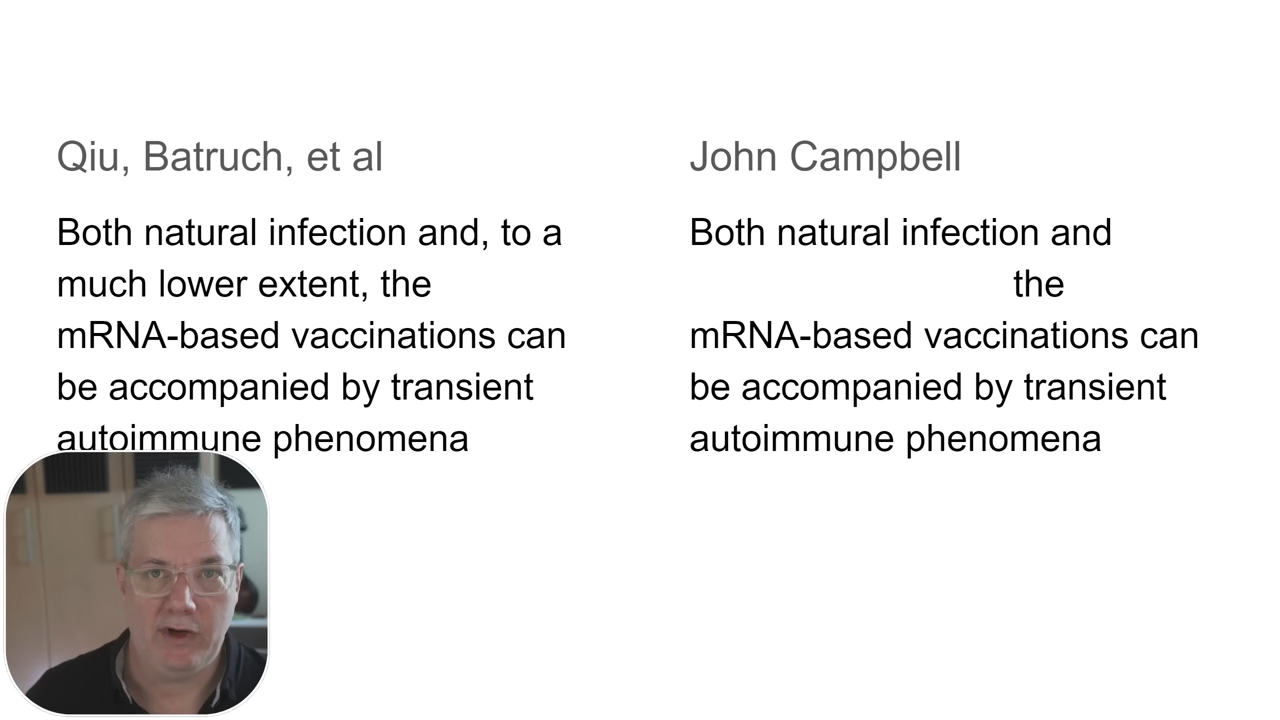 Qiu, Batruch, et al
Both natural infection and, to a
much lower extent, the
mRNA-based vaccinations can
be accompanied by transient
autoimmune phenomena
John Campbell
Both natural infection and
the
mRNA-based vaccinations can
be accompanied by transient
autoimmune phenomena